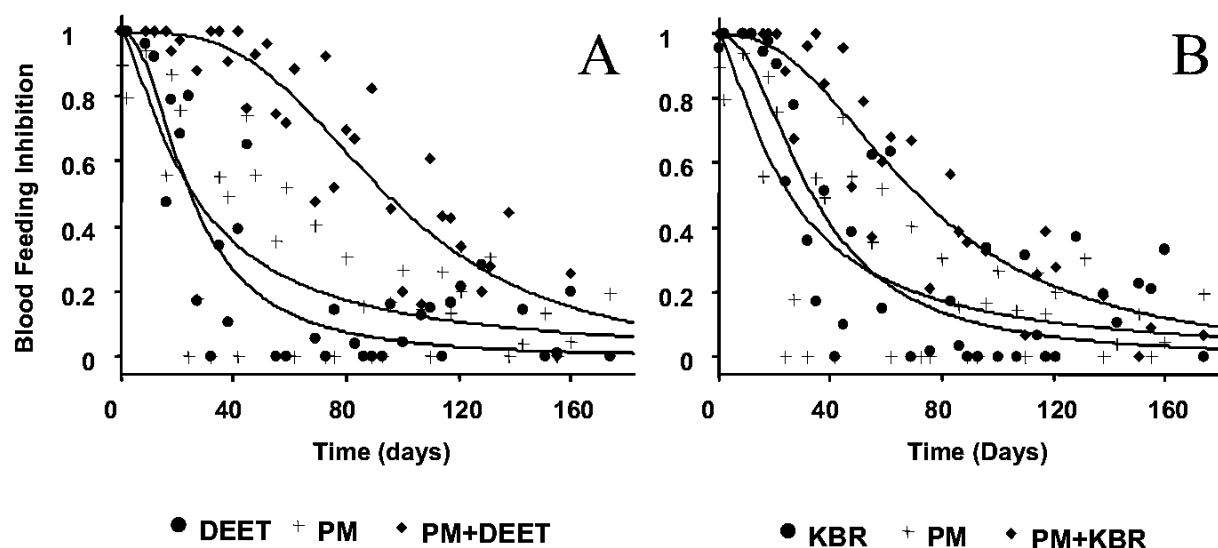 A
B
Blood Feeding Inhibition
1
0.8
0.6
0.4
0.2
0
0 40 80 120 160
Time (days)
1
0.8
0.6
0.4
0.2
0
0 40 80 120 160
Time (Days)
DEET PM PM+DEET
KBR PM PM+KBR